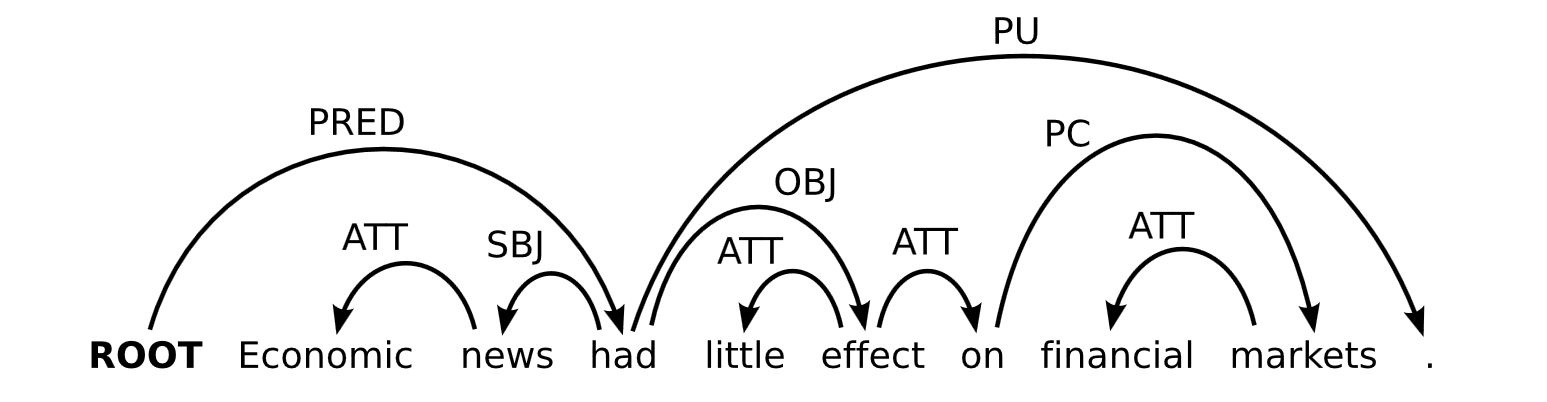 PU
PRED
PC
OBJ
ATT
ATT
SBJ
ATT
ATT
ROOT Economic news had little effect on financial markets .